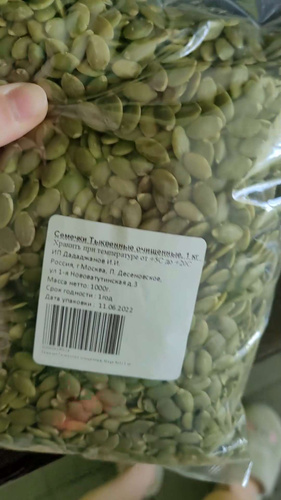 Семечки Тыквенные очищенные, 1 кг.
Хранить при температуре от +5С до +20С
ИП Дададжанов И.И.
Россия, г.Москва, П. Десеновское,
ул 1-я Нововатутинская д.3
Масса нетто: 1000г.
Срок годности : 1год.
Дата упаковки : 11.06.2022